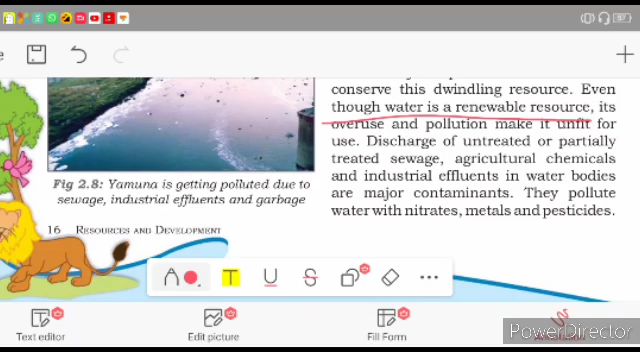 conserve this dwindling resource. Even
though water is a renewable resource, its
overuse and pollution make it unfit for
use. Discharge of untreated or partially
treated sewage, agricultural chemicals
and industrial effluents in water bodies
are major contaminants. They pollute
water with nitrates, metals and pesticides.
Fig 2.8: Yamuna is getting polluted due to
sewage, industrial effluents and garbage
16 RESOURCES AND DEVELOPMENT
T U S
Text editor
Edit picture
Fill Form
PowerDirector